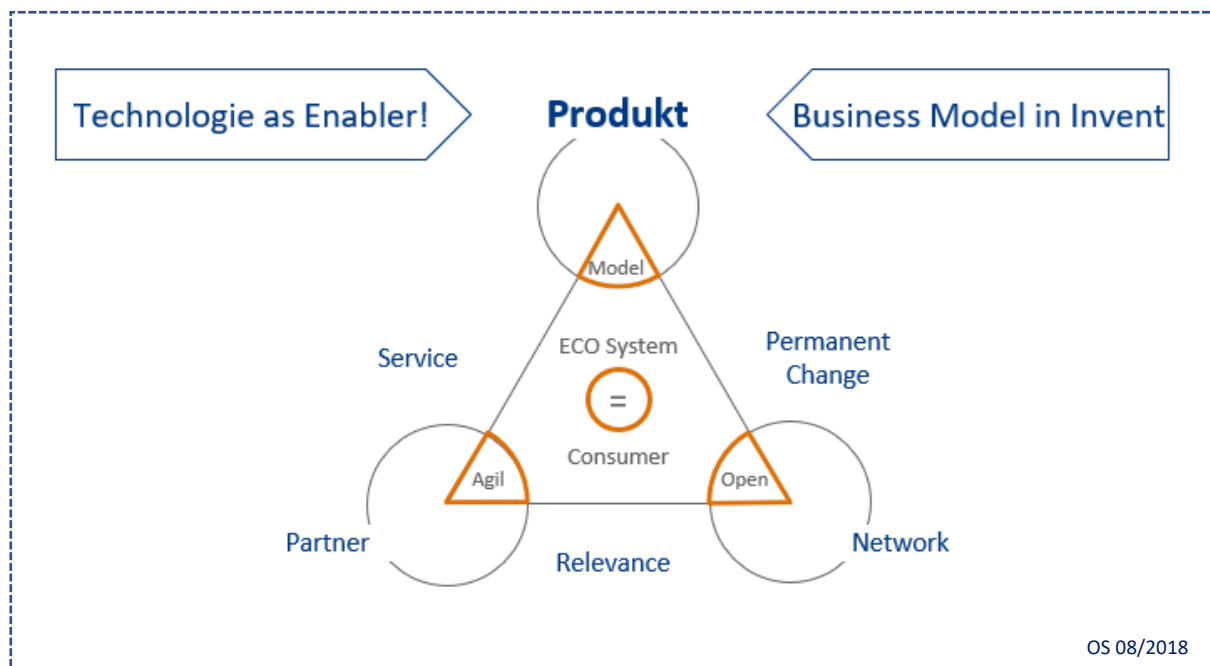 Technologie as Enabler!
Produkt
Business Model in Invent
Model
ECO System
Service
Permanent
Change
=
Consumer
Agil
Open
Partner
Network
Relevance
OS 08/2018